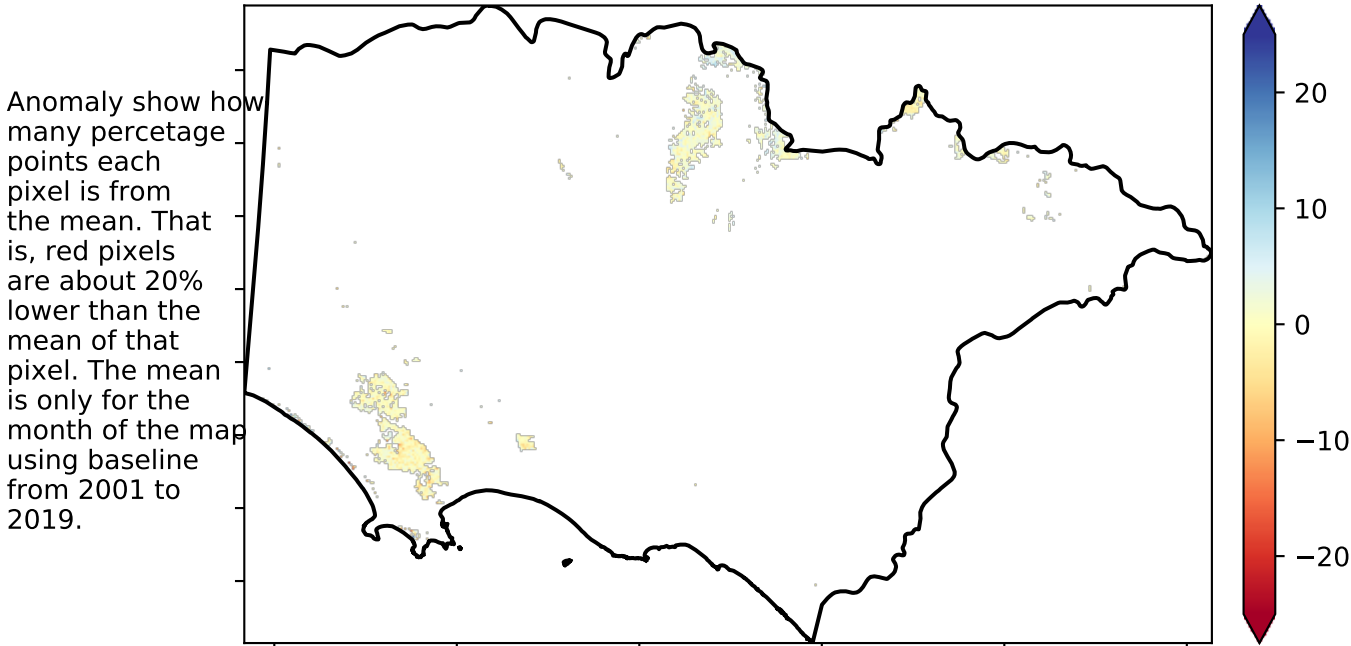 Anomaly show how
many percetage
points each
pixel is from
the mean. That
is, red pixels
are about 20%
lower than the
mean of that
pixel. The mean
is only for the
month of the map
using baseline
from 2001 to
2019.
20
10
0
−10
−20